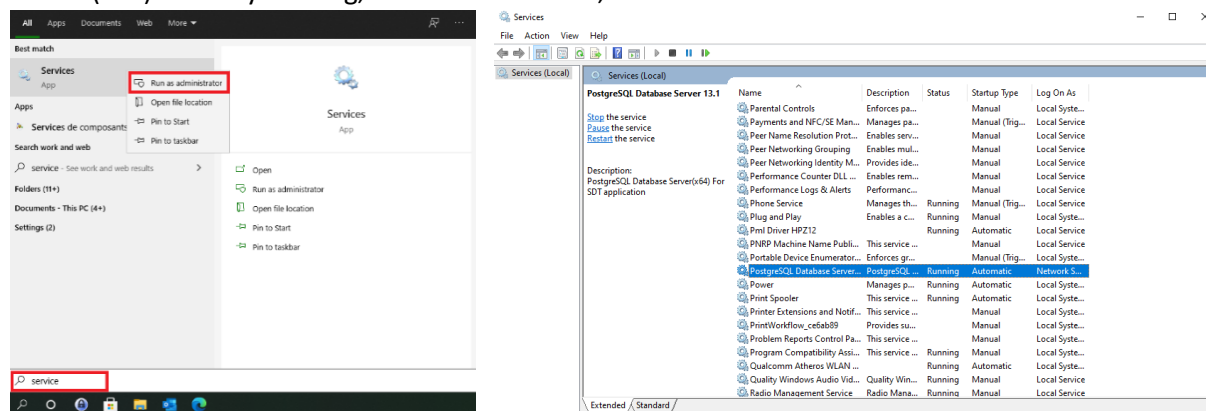 All Apps Documents Web More
Best match
Services
App
Run as administrator
Open file location
Pin to Start
Pin to taskbar
Apps
Services de composants
Search work and web
service - See work and web results
Folders (11+)
Documents - This PC (4+)
Settings (2)
Services
App
Open
Run as administrator
Open file location
Pin to Start
Pin to taskbar
service
Services
File Action View Help
Services (Local)
Services (Local)
PostgreSQL Database Server 13.1
Stop the service
Pause the service
Restart the service
Description:
PostgreSQL Database Server(x64) For
SDT application
Name Description Status Startup Type Log On As
Parental Controls Enforces pa... Manual Local Syste...
Payments and NFC/SE Man... Manages pa... Manual (Trig... Local Service
Peer Name Resolution Prot... Enables serv... Manual Local Service
Peer Networking Grouping Enables mul... Manual Local Service
Peer Networking Identity M... Provides ide... Manual Local Service
Performance Counter DLL ... Enables rem... Manual Local Service
Performance Logs & Alerts Performanc... Manual Local Service
Phone Service Manages th... Running Manual (Trig... Local Service
Plug and Play Enables a c... Running Manual Local Syste...
Pml Driver HPZ12 Running Automatic Local Service
PNRP Machine Name Publi... This service ... Manual Local Service
Portable Device Enumerator... Enforces gr... Manual (Trig... Local Syste...
PostgreSQL Database Server... PostgreSQL ... Running Automatic Network S...
Power Manages p... Running Automatic Local Syste...
Print Spooler This service ... Running Automatic Local Syste...
Printer Extensions and Notif... This service ... Manual Local Syste...
PrintWorkflow_ce6ab89 Provides su... Manual Local Syste...
Problem Reports Control Pa... This service ... Manual Local Syste...
Program Compatibility Assi... This service ... Running Manual Local Syste...
Qualcomm Atheros WLAN ... Running Automatic Local Syste...
Quality Windows Audio Vid... Quality Win... Running Manual Local Service
Radio Management Service Radio Mana... Running Manual Local Service
Extended Standard